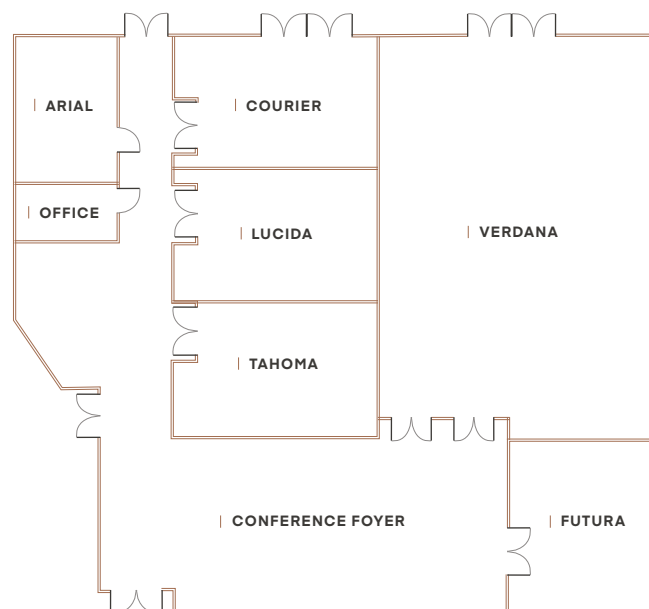 ARIAL
COURIER
OFFICE
LUCIDA
VERDANA
TAHOMA
CONFERENCE FOYER
FUTURA